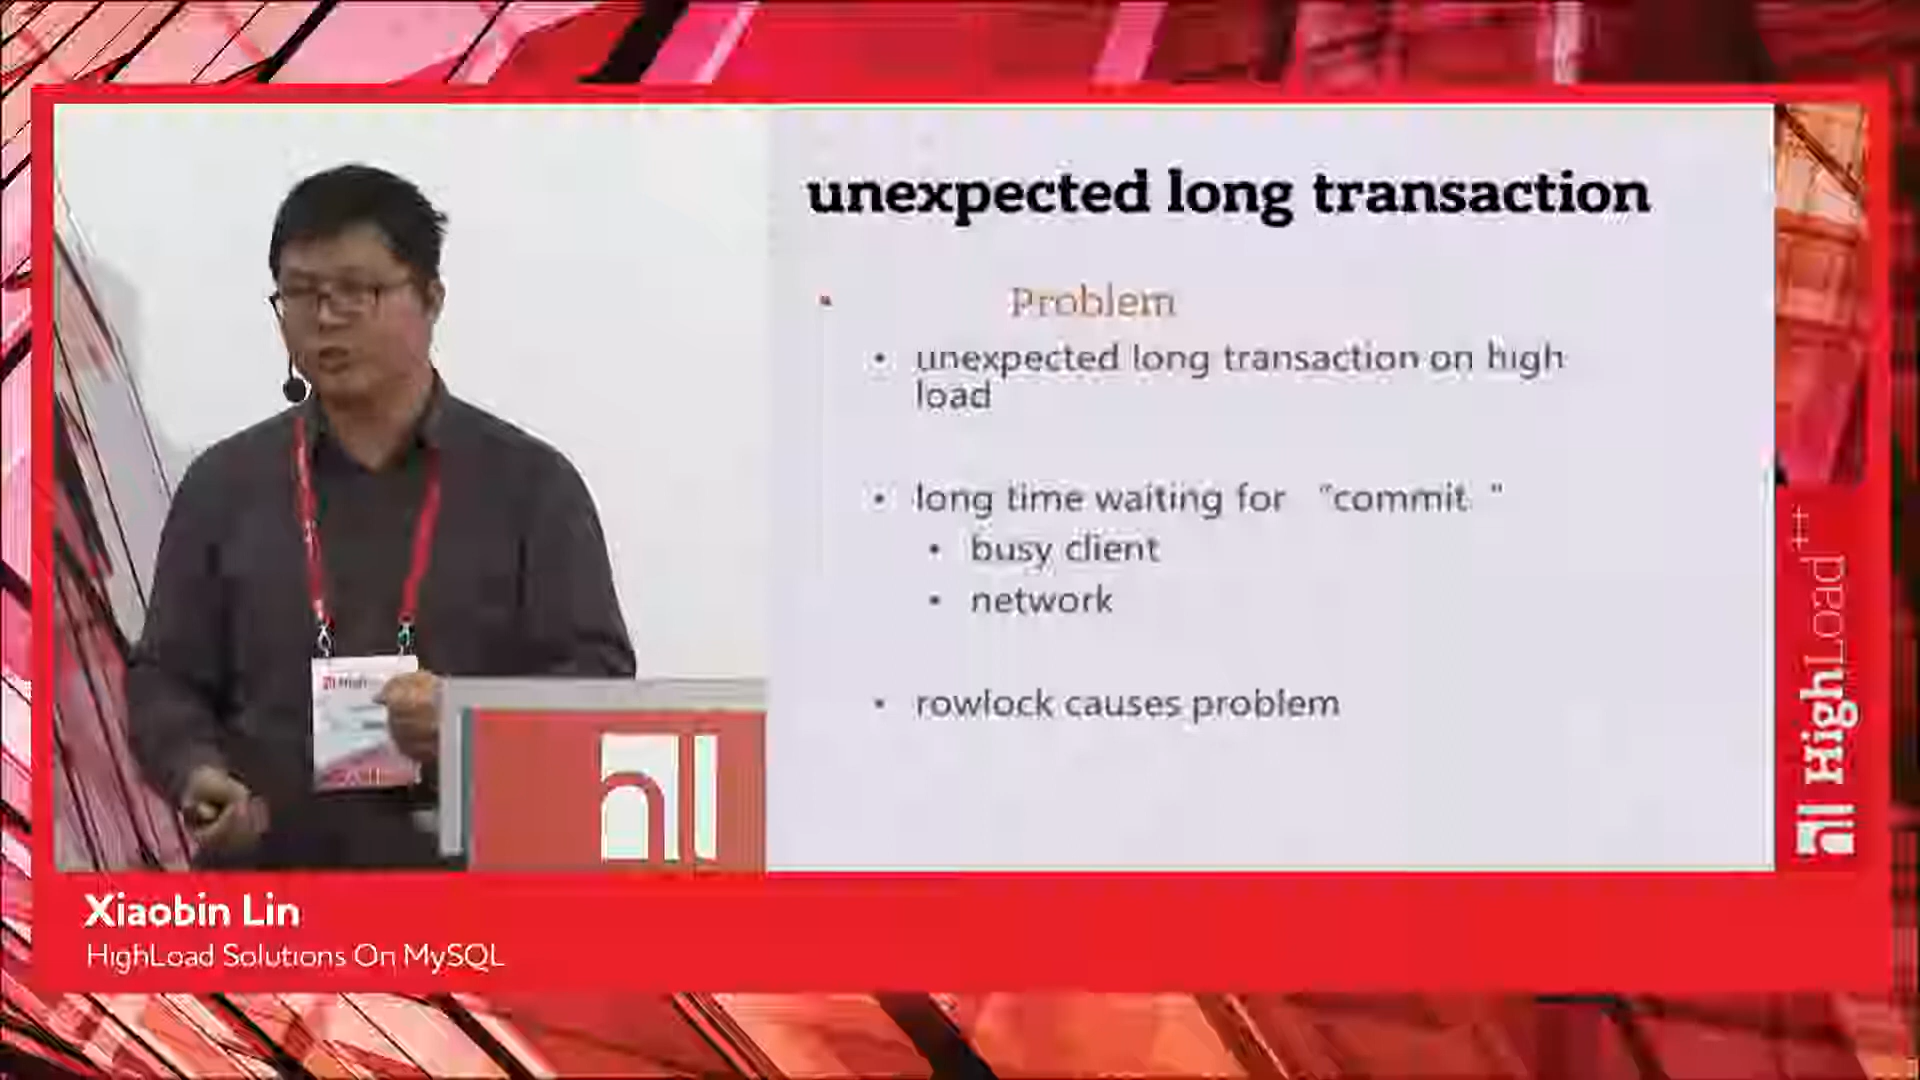 unexpected long transaction
Problem
• unexpected long transaction on high
load
• long time waiting for “commit ”
• busy client
• network
• rowlock causes problem
HighLoad++
Xiaobin Lin
HighLoad Solutions On MySQL